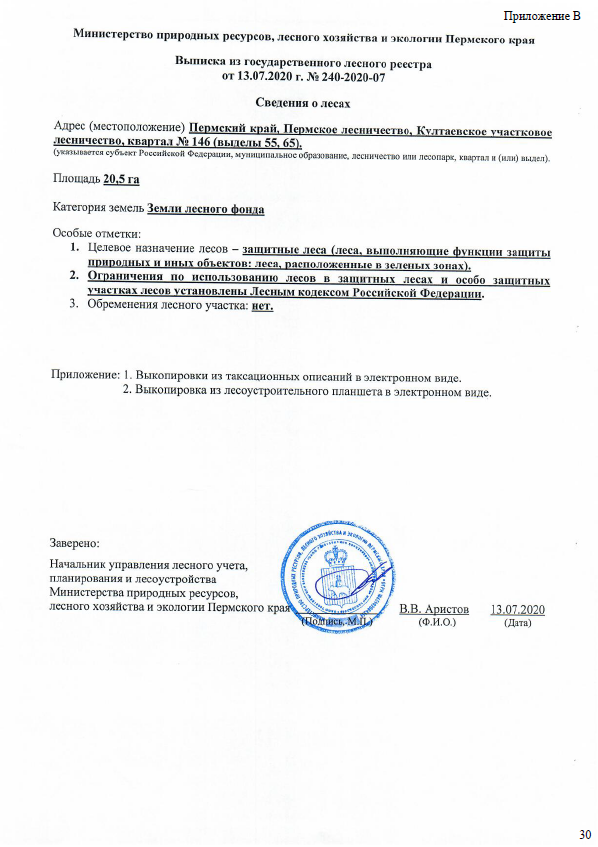 Приложение В
Министерство природных ресурсов, лесного хозяйства и экологии Пермского края
Выписка из государственного лесного реестра
от 13.07.2020 г. № 240-2020-07
Сведения о лесах
Адрес (местоположение) Пермский край, Пермское лесничество, Култаевское участковое
лесничество, квартал № 146 (выделы 55, 65).
(указывается субъект Российской Федерации, муниципальное образование, лесничество или лесопарк, квартал и (или) выдел).
Площадь 20,5 га
Категория земель Земли лесного фонда
Особые отметки:
1. Целевое назначение лесов – защитные леса (леса, выполняющие функции защиты
природных и иных объектов: леса, расположенные в зеленых зонах).
2. Ограничения по использованию лесов в защитных лесах и особо защитных
участках лесов установлены Лесным кодексом Российской Федерации.
3. Обременения лесного участка: нет.
Приложение: 1. Выкопировки из таксационных описаний в электронном виде.
2. Выкопировка из лесоустроительного планшета в электронном виде.
Заверено:
Начальник управления лесного учета,
планирования и лесоустройства
Министерства природных ресурсов,
лесного хозяйства и экологии Пермского края
В.В. Аристов 13.07.2020
(Подпись, М.П.) (Ф.И.О.) (Дата)
30